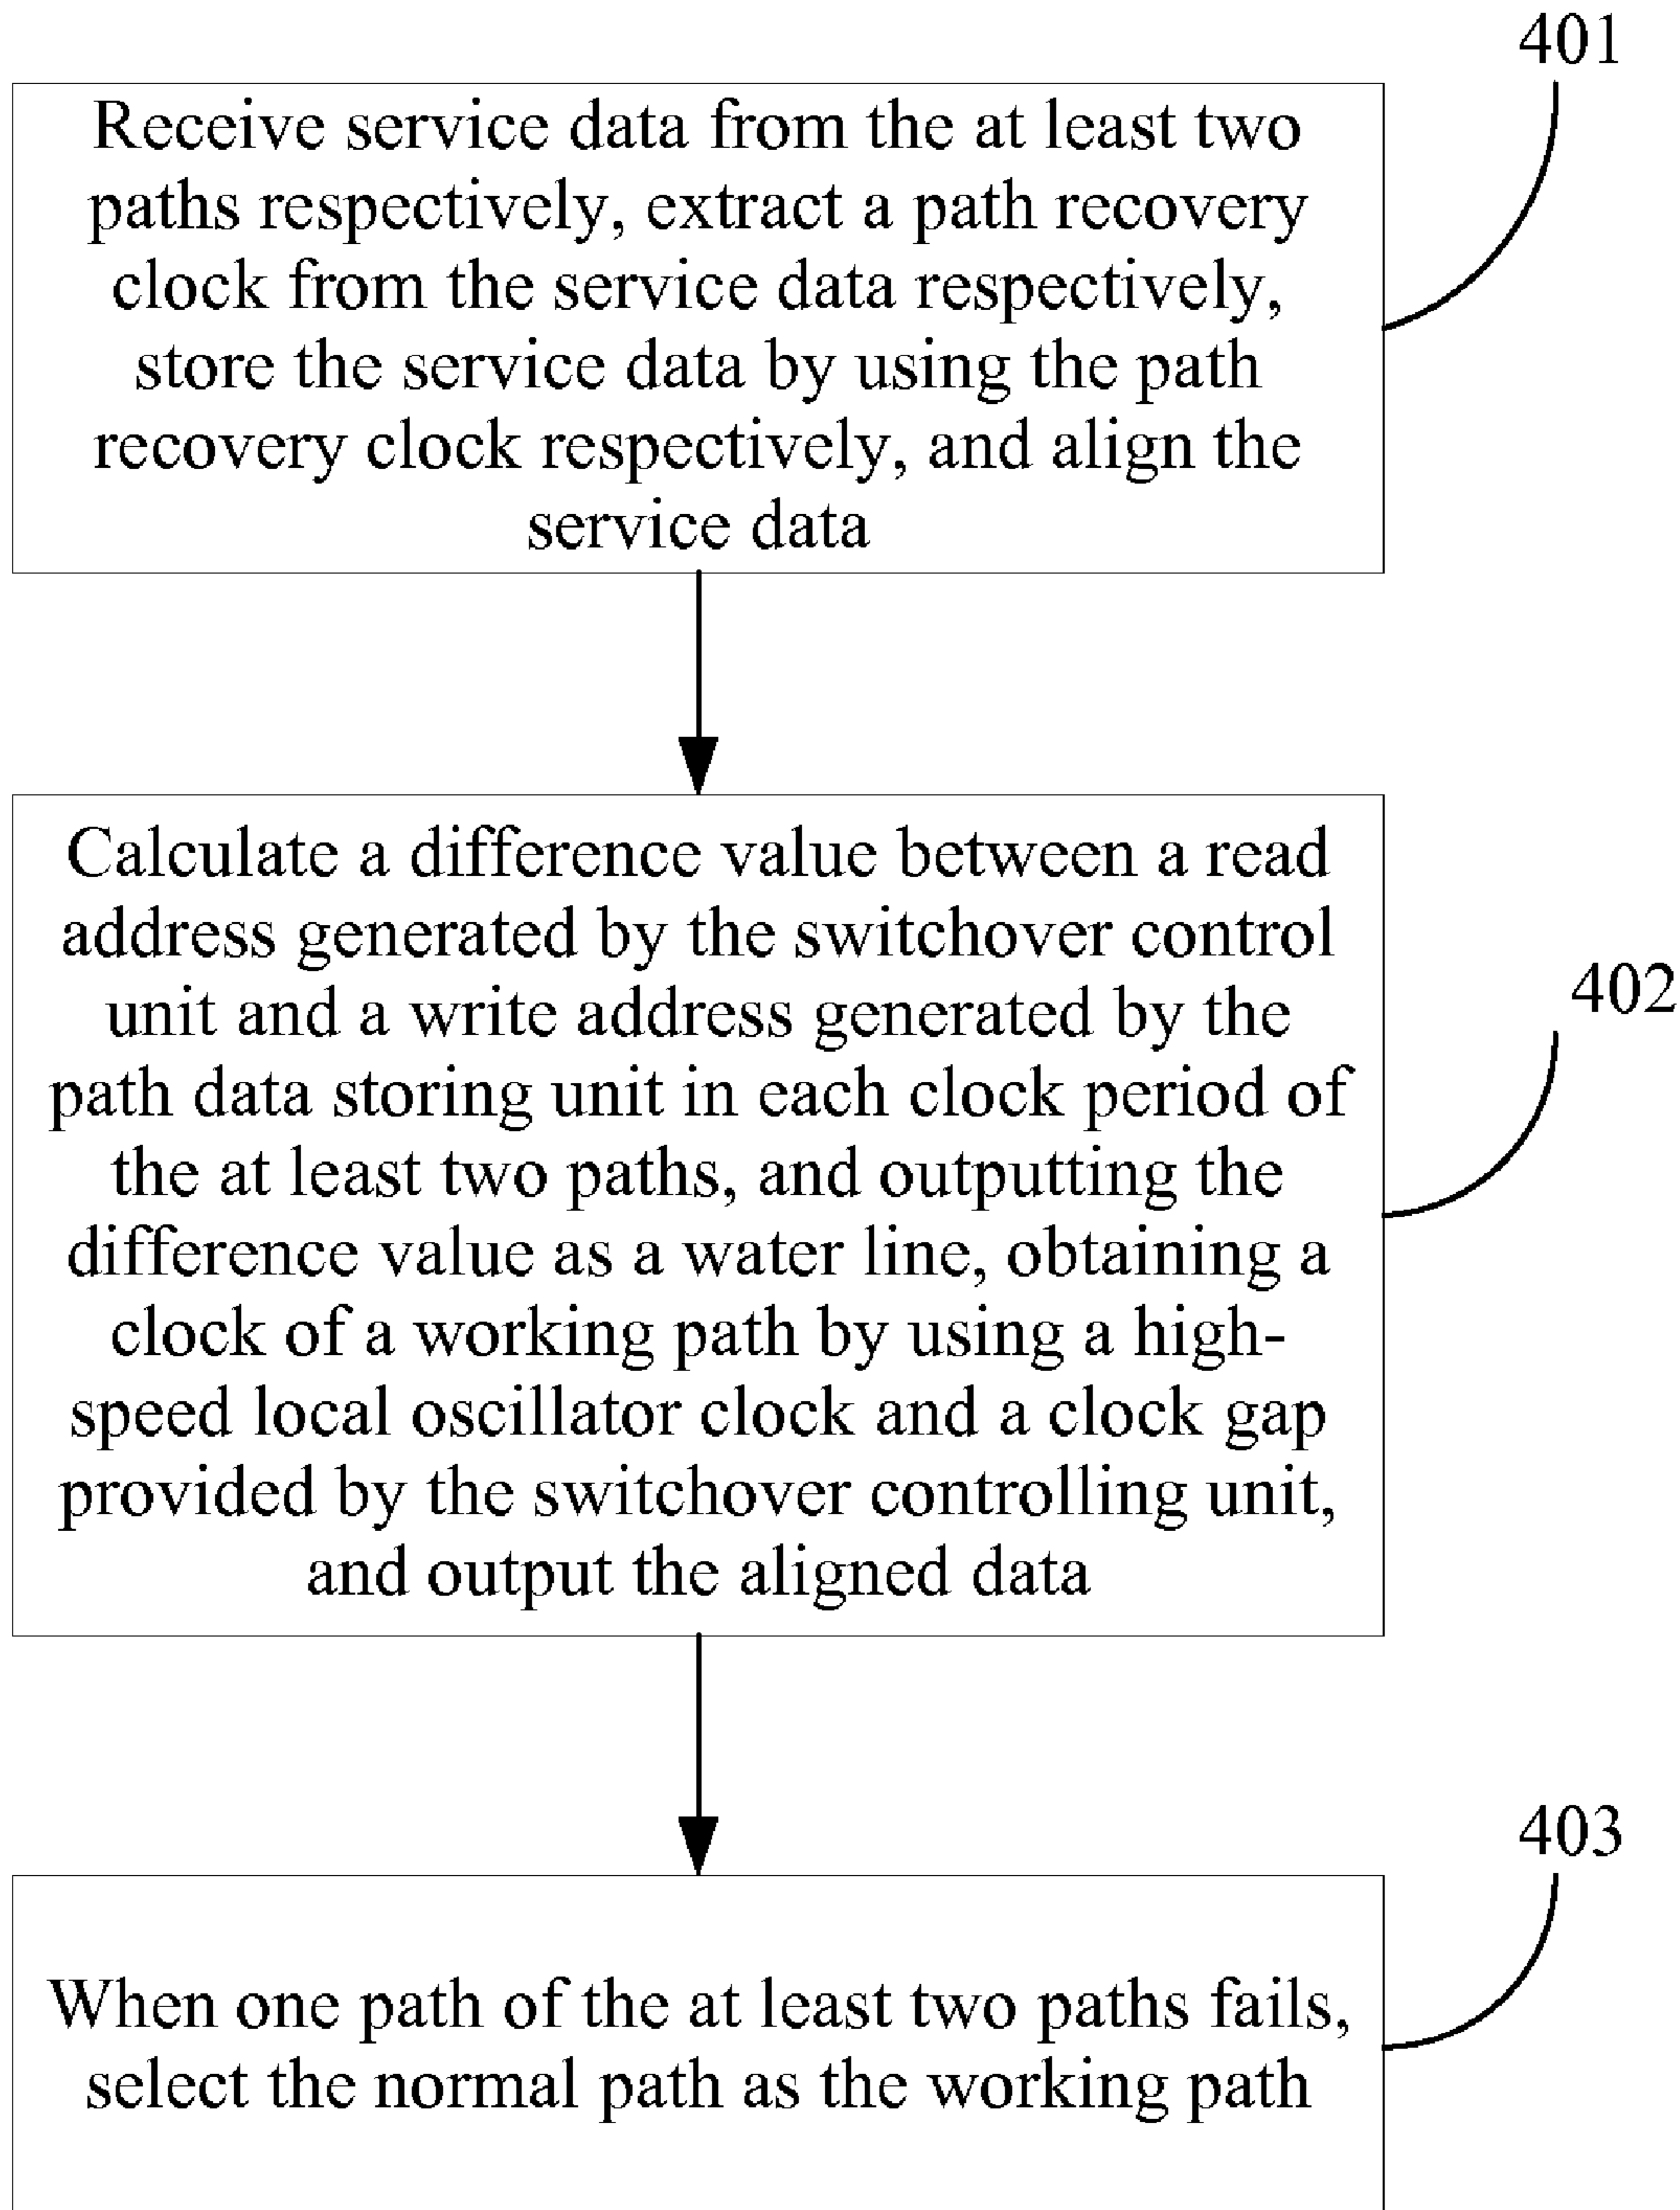 401
Receive service data from the at least two
paths respectively, extract a path recovery
clock from the service data respectively,
store the service data by using the path
recovery clock respectively, and align the
service data
Calculate a difference value between a read
address generated by the switchover control
unit and a write address generated by the
path data storing unit in each clock period of
the at least two paths, and outputting the
difference value as a water line, obtaining a
clock of a working path by using a high-
speed local oscillator clock and a clock gap
provided by the switchover controlling unit,
and output the aligned data
402
403
When one path of the at least two paths fails,
select the normal path as the working path